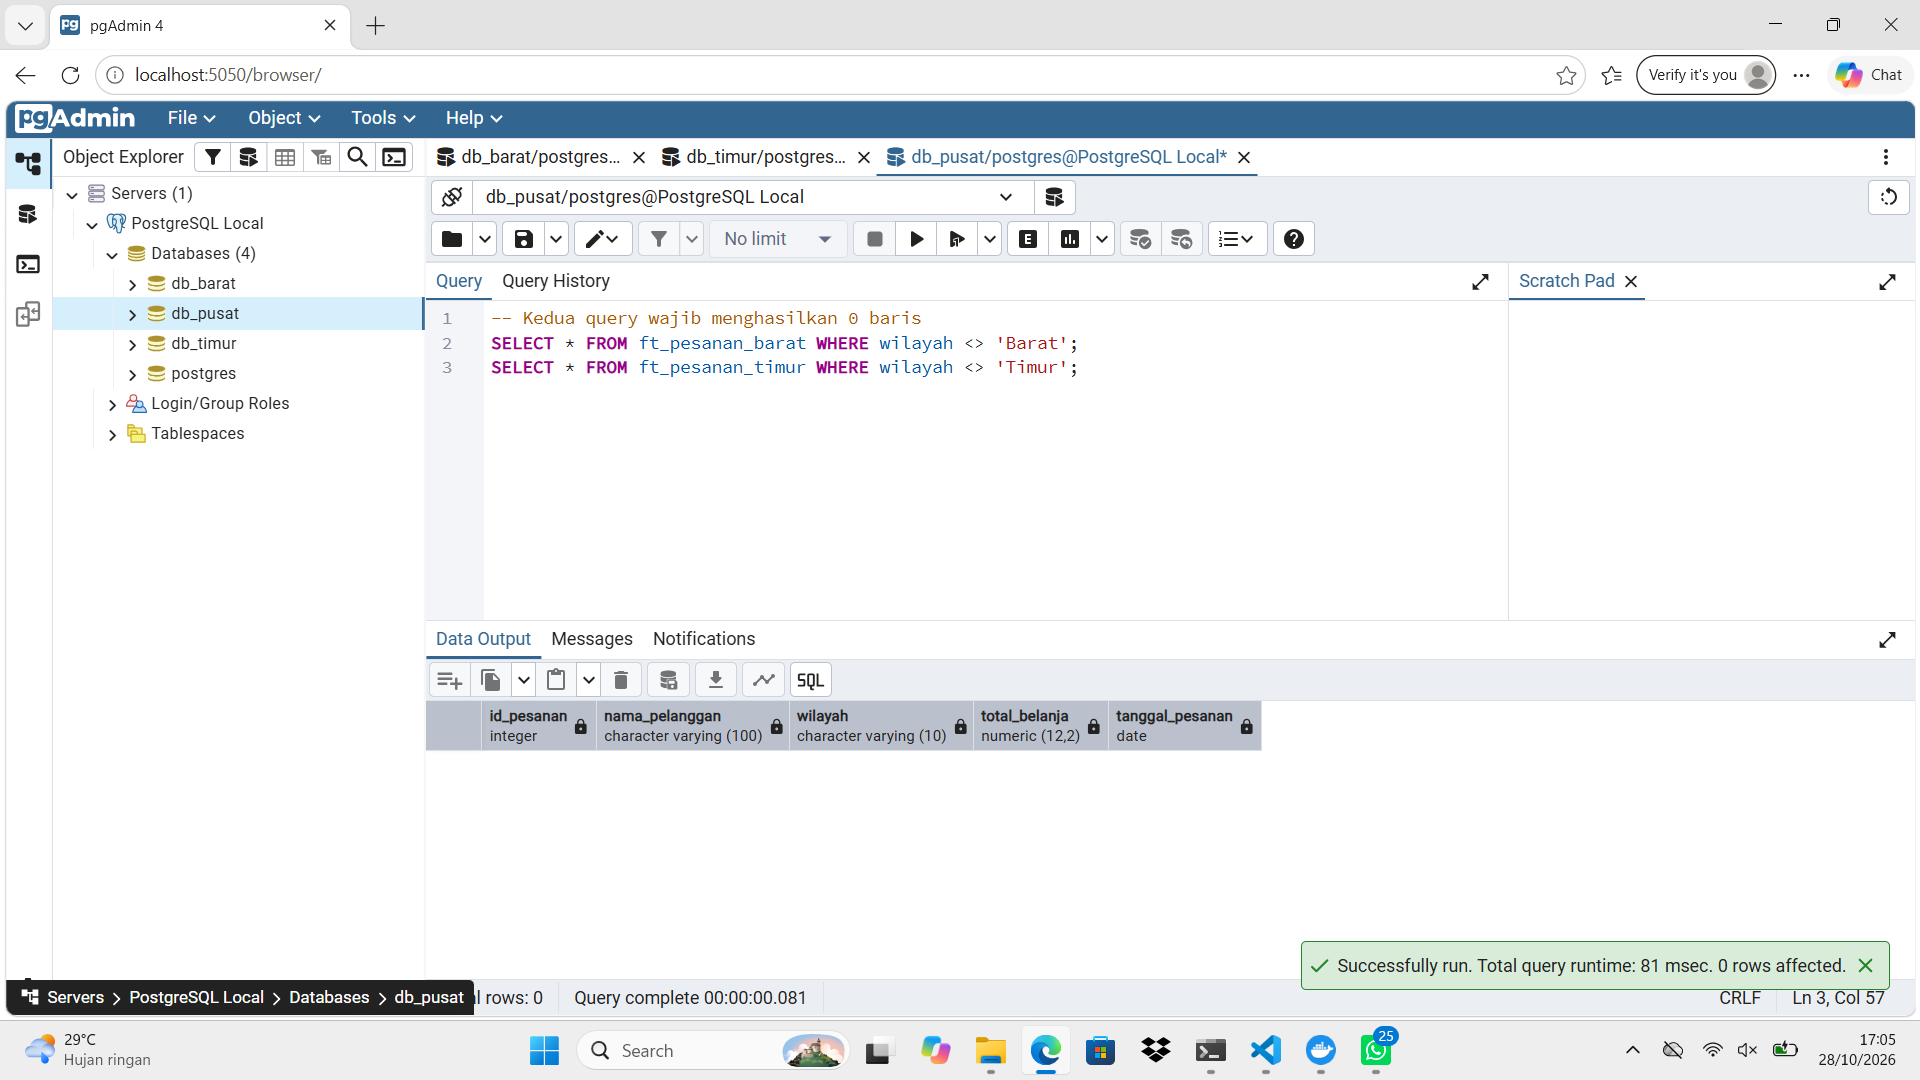 pgAdmin 4
localhost:5050/browser/
Verify it's you
Chat
pgAdmin
File
Object
Tools
Help
Object Explorer
db_barat/postgres...
db_timur/postgres...
db_pusat/postgres@PostgreSQL Local*
Servers (1)
PostgreSQL Local
Databases (4)
db_barat
db_pusat
db_timur
postgres
Login/Group Roles
Tablespaces
db_pusat/postgres@PostgreSQL Local
No limit
E
Query
Query History
Scratch Pad
1 -- Kedua query wajib menghasilkan 0 baris
2 SELECT * FROM ft_pesanan_barat WHERE wilayah <> 'Barat';
3 SELECT * FROM ft_pesanan_timur WHERE wilayah <> 'Timur';
Data Output
Messages
Notifications
SQL
id_pesanan
integer
nama_pelanggan
character varying (100)
wilayah
character varying (10)
total_belanja
numeric (12,2)
tanggal_pesanan
date
Successfully run. Total query runtime: 81 msec. 0 rows affected.
Servers > PostgreSQL Local > Databases > db_pusat
l rows: 0
Query complete 00:00:00.081
CRLF
Ln 3, Col 57
29°C
Hujan ringan
Search
25
17:05
28/10/2026